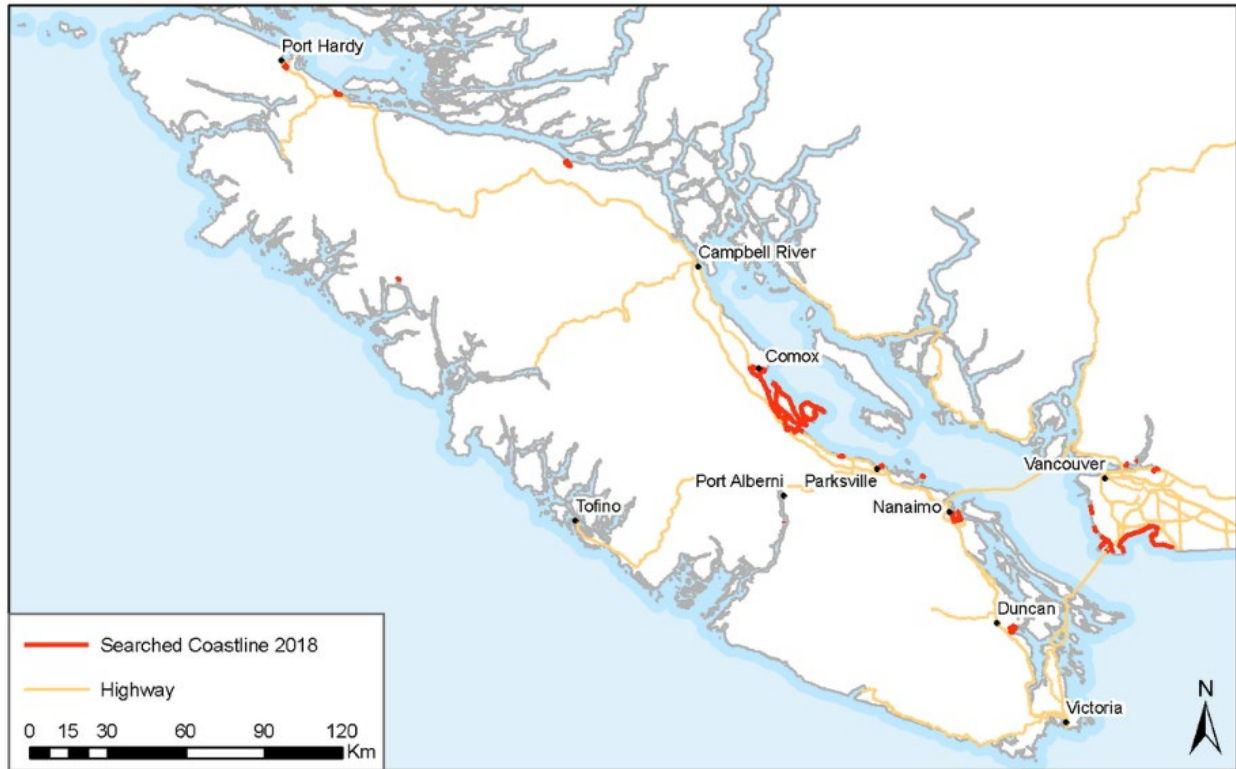 Port Hardy
Campbell River
Comox
Vancouver
Port Alberni
Parksville
Nanaimo
Tofino
Duncan
Victoria
Searched Coastline 2018
Highway
0 15 30 60 90 120
Km
N